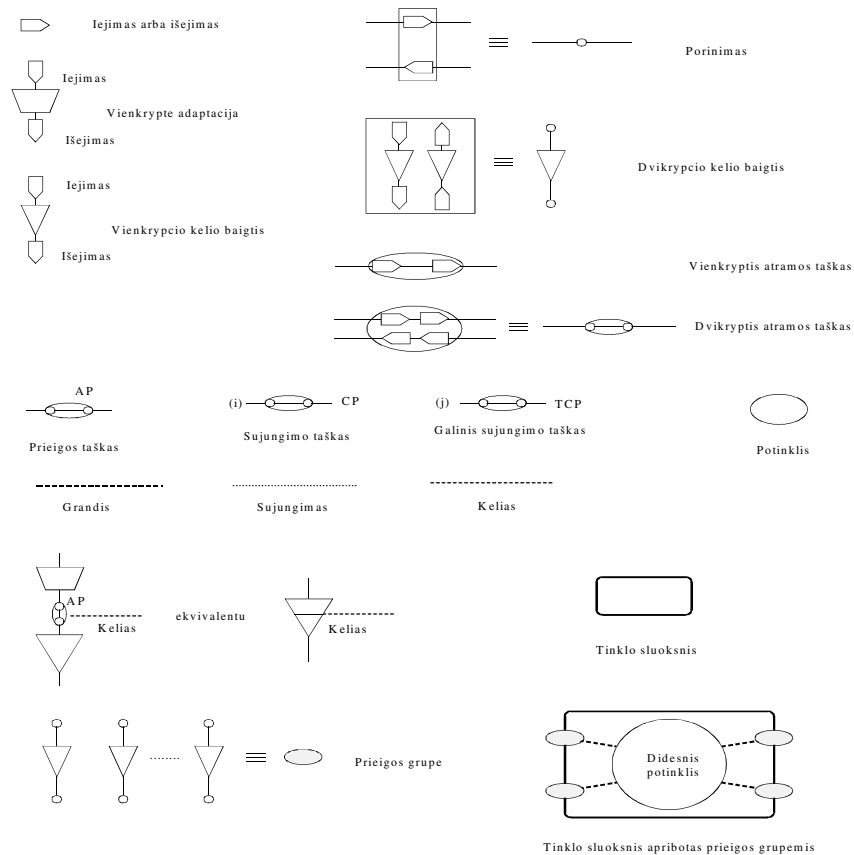 Iejimas arba išejimas
Iejimas
Vienkrypte adaptacija
Išejimas
Iejimas
Vienkrypcio kelio baigtis
Išejimas
Porinimas
Dvikrypcio kelio baigtis
Vienkryptis atramos taškas
Dvikryptis atramos taškas
AP
Prieigos taškas
(i) CP
Sujungimo taškas
(j) TCP
Galinis sujungimo taškas
Potinklis
Grandis
Sujungimas
Kelias
AP
Kelias
ekvivalentu
Kelias
Tinklo sluoksnis
Prieigos grupe
Didesnis
potinklis
Tinklo sluoksnis apribotas prieigos grupemis